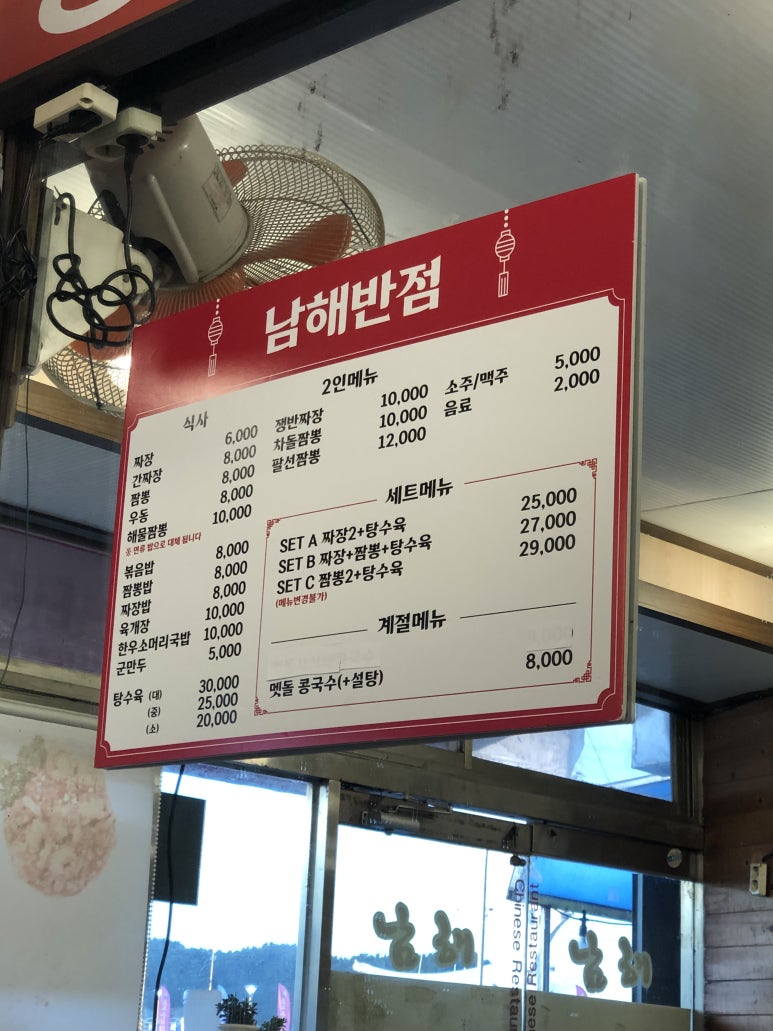 남해반점
식사
짜장 6,000
간짜장 8,000
짬뽕 8,000
우동 8,000
해물짬뽕 10,000
※ 면류 밥으로 대체 됩니다
볶음밥 8,000
짬뽕밥 8,000
짜장밥 8,000
육개장 10,000
한우소머리국밥 10,000
군만두 5,000
탕수육 (대) 30,000
(중) 25,000
(소) 20,000
2인메뉴
쟁반짜장 10,000
차돌짬뽕 10,000
팔선짬뽕 12,000
소주/맥주 5,000
음료 2,000
세트메뉴
SET A 짜장2+탕수육 25,000
SET B 짜장+짬뽕+탕수육 27,000
SET C 짬뽕2+탕수육 29,000
(메뉴변경불가)
계절메뉴
멧돌 콩국수(+설탕) 8,000
남해
Chinese Restaurant
남해